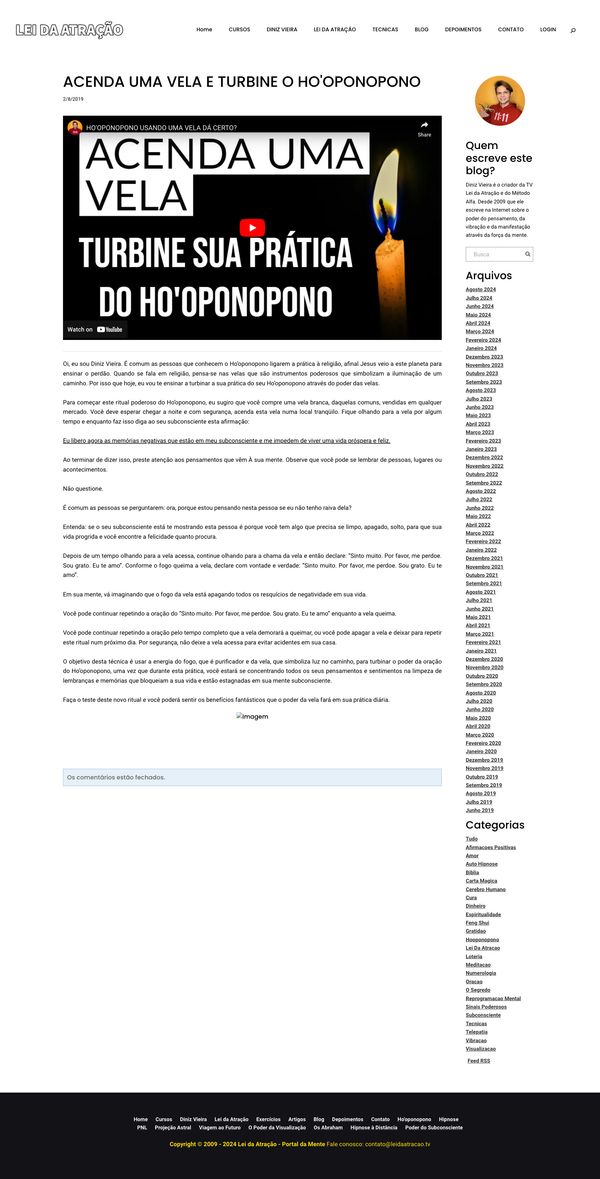 LEI DA ATRAÇÃO
Home CURSOS DINIZ VIEIRA LEI DA ATRAÇÃO TECNICAS BLOG DEPOIMENTOS CONTATO LOGIN
ACENDA UMA VELA E TURBINE O HO'OPONOPONO
2/8/2019
HO'OPONOPONO USANDO UMA VELA DÁ CERTO?
Share
ACENDA UMA
VELA
TURBINE SUA PRÁTICA
DO HO'OPONOPONO
Watch on YouTube
Oi, eu sou Diniz Vieira. É comum as pessoas que conhecem o Ho'oponopono ligarem a prática à religião, afinal Jesus veio a este planeta para
ensinar o perdão. Quando se fala em religião, pensa-se nas velas que são instrumentos poderosos que simbolizam a iluminação de um
caminho. Por isso que hoje, eu vou te ensinar a turbinar a sua prática do seu Ho'oponopono através do poder das velas.
Para começar este ritual poderoso do Ho'oponopono, eu sugiro que você compre uma vela branca, daquelas comuns, vendidas em qualquer
mercado. Você deve esperar chegar a noite e com segurança, acenda esta vela numa local tranqüilo. Fique olhando para a vela por algum
tempo e enquanto faz isso diga ao seu subconsciente esta afirmação:
Eu libero agora as memórias negativas que estão em meu subconsciente e me impedem de viver uma vida próspera e feliz.
Ao terminar de dizer isso, preste atenção aos pensamentos que vêm À sua mente. Observe que você pode se lembrar de pessoas, lugares ou
acontecimentos.
Não questione.
É comum as pessoas se perguntarem: ora, porque estou pensando nesta pessoa se eu não tenho raiva dela?
Entenda: se o seu subconsciente está te mostrando esta pessoa é porque você tem algo que precisa se limpo, apagado, solto, para que sua
vida progrida e você encontre a felicidade quanto procura.
Depois de um tempo olhando para a vela acessa, continue olhando para a chama da vela e então declare: "Sinto muito. Por favor, me perdoe.
Sou grato. Eu te amo". Conforme o fogo queima a vela, declare com vontade e verdade: "Sinto muito. Por favor, me perdoe. Sou grato. Eu te
amo".
Em sua mente, vá imaginando que o fogo da vela está apagando todos os resquícios de negatividade em sua vida.
Você pode continuar repetindo a oração do "Sinto muito. Por favor, me perdoe. Sou grato. Eu te amo" enquanto a vela queima.
Você pode continuar repetindo a oração pelo tempo completo que a vela demorará a queimar, ou você pode apagar a vela e deixar para repetir
este ritual num próximo dia. Por segurança, não deixe a vela acessa para evitar acidentes em sua casa.
O objetivo desta técnica é usar a energia do fogo, que é purificador e da vela, que simboliza luz no caminho, para turbinar o poder da oração
do Ho'oponopono, uma vez que durante esta prática, você estará se concentrando todos os seus pensamentos e sentimentos na limpeza de
lembranças e memórias que bloqueiam a sua vida e estão estagnadas em sua mente subconsciente.
Faça o teste deste novo ritual e você poderá sentir os benefícios fantásticos que o poder da vela fará em sua prática diária.
Imagem
Os comentários estão fechados.
11:11
Quem
escreve este
blog?
Diniz Vieira é o criador da TV
Lei da Atração e do Método
Alfa. Desde 2009 que ele
escreve na Internet sobre o
poder do pensamento, da
vibração e da manifestação
através da força da mente.
Busca
Arquivos
Agosto 2024
Julho 2024
Junho 2024
Maio 2024
Abril 2024
Março 2024
Fevereiro 2024
Janeiro 2024
Dezembro 2023
Novembro 2023
Outubro 2023
Setembro 2023
Agosto 2023
Julho 2023
Junho 2023
Maio 2023
Abril 2023
Março 2023
Fevereiro 2023
Janeiro 2023
Dezembro 2022
Novembro 2022
Outubro 2022
Setembro 2022
Agosto 2022
Julho 2022
Junho 2022
Maio 2022
Abril 2022
Março 2022
Fevereiro 2022
Janeiro 2022
Dezembro 2021
Novembro 2021
Outubro 2021
Setembro 2021
Agosto 2021
Julho 2021
Junho 2021
Maio 2021
Abril 2021
Março 2021
Fevereiro 2021
Janeiro 2021
Dezembro 2020
Novembro 2020
Outubro 2020
Setembro 2020
Agosto 2020
Julho 2020
Junho 2020
Maio 2020
Abril 2020
Março 2020
Fevereiro 2020
Janeiro 2020
Dezembro 2019
Novembro 2019
Outubro 2019
Setembro 2019
Agosto 2019
Julho 2019
Junho 2019
Categorias
Tudo
Afirmacoes Positivas
Amor
Auto Hipnose
Biblia
Carta Magica
Cerebro Humano
Cura
Dinheiro
Espiritualidade
Feng Shui
Gratidao
Hooponopono
Lei Da Atracao
Loteria
Meditacao
Numerologia
Oracao
O Segredo
Reprogramacao Mental
Sinais Poderosos
Subconsciente
Tecnicas
Telepatia
Vibracao
Visualizacao
Feed RSS
Home Cursos Diniz Vieira Lei da Atração Exercícios Artigos Blog Depoimentos Contato Ho'oponopono Hipnose
PNL Projeção Astral Viagem ao Futuro O Poder da Visualização Os Abraham Hipnose à Distância Poder do Subconsciente
Copyright © 2009 - 2024 Lei da Atração - Portal da Mente Fale conosco: contato@leidaatracao.tv